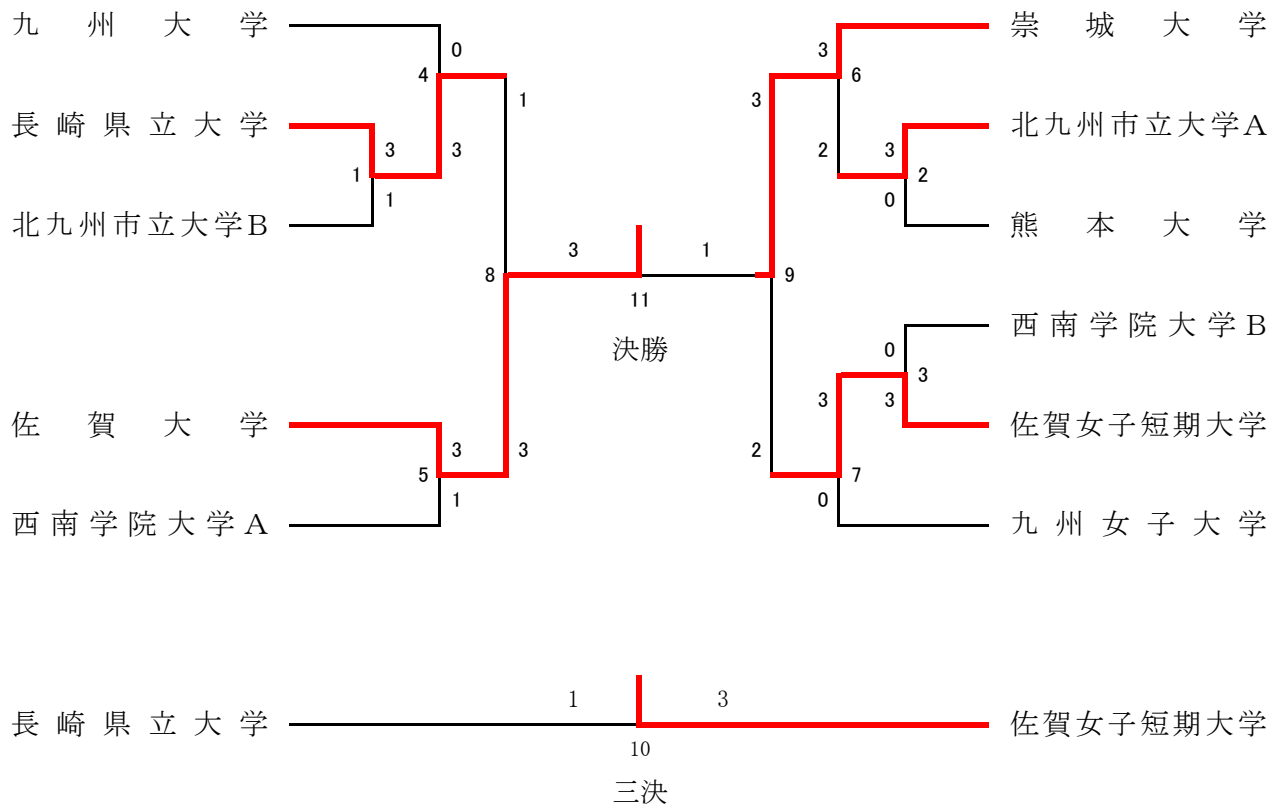 九州大学
0
4
1
長崎県立大学
3
3
1
1
北九州市立大学B
3
8
11
決勝
佐賀大学
3
3
5
1
西南学院大学A
崇城大学
3
6
3
北九州市立大学A
2
3
2
0
熊本大学
1
9
西南学院大学B
0
3
3
3
佐賀女子短期大学
2
7
0
九州女子大学
長崎県立大学
1
3
佐賀女子短期大学
10
三決